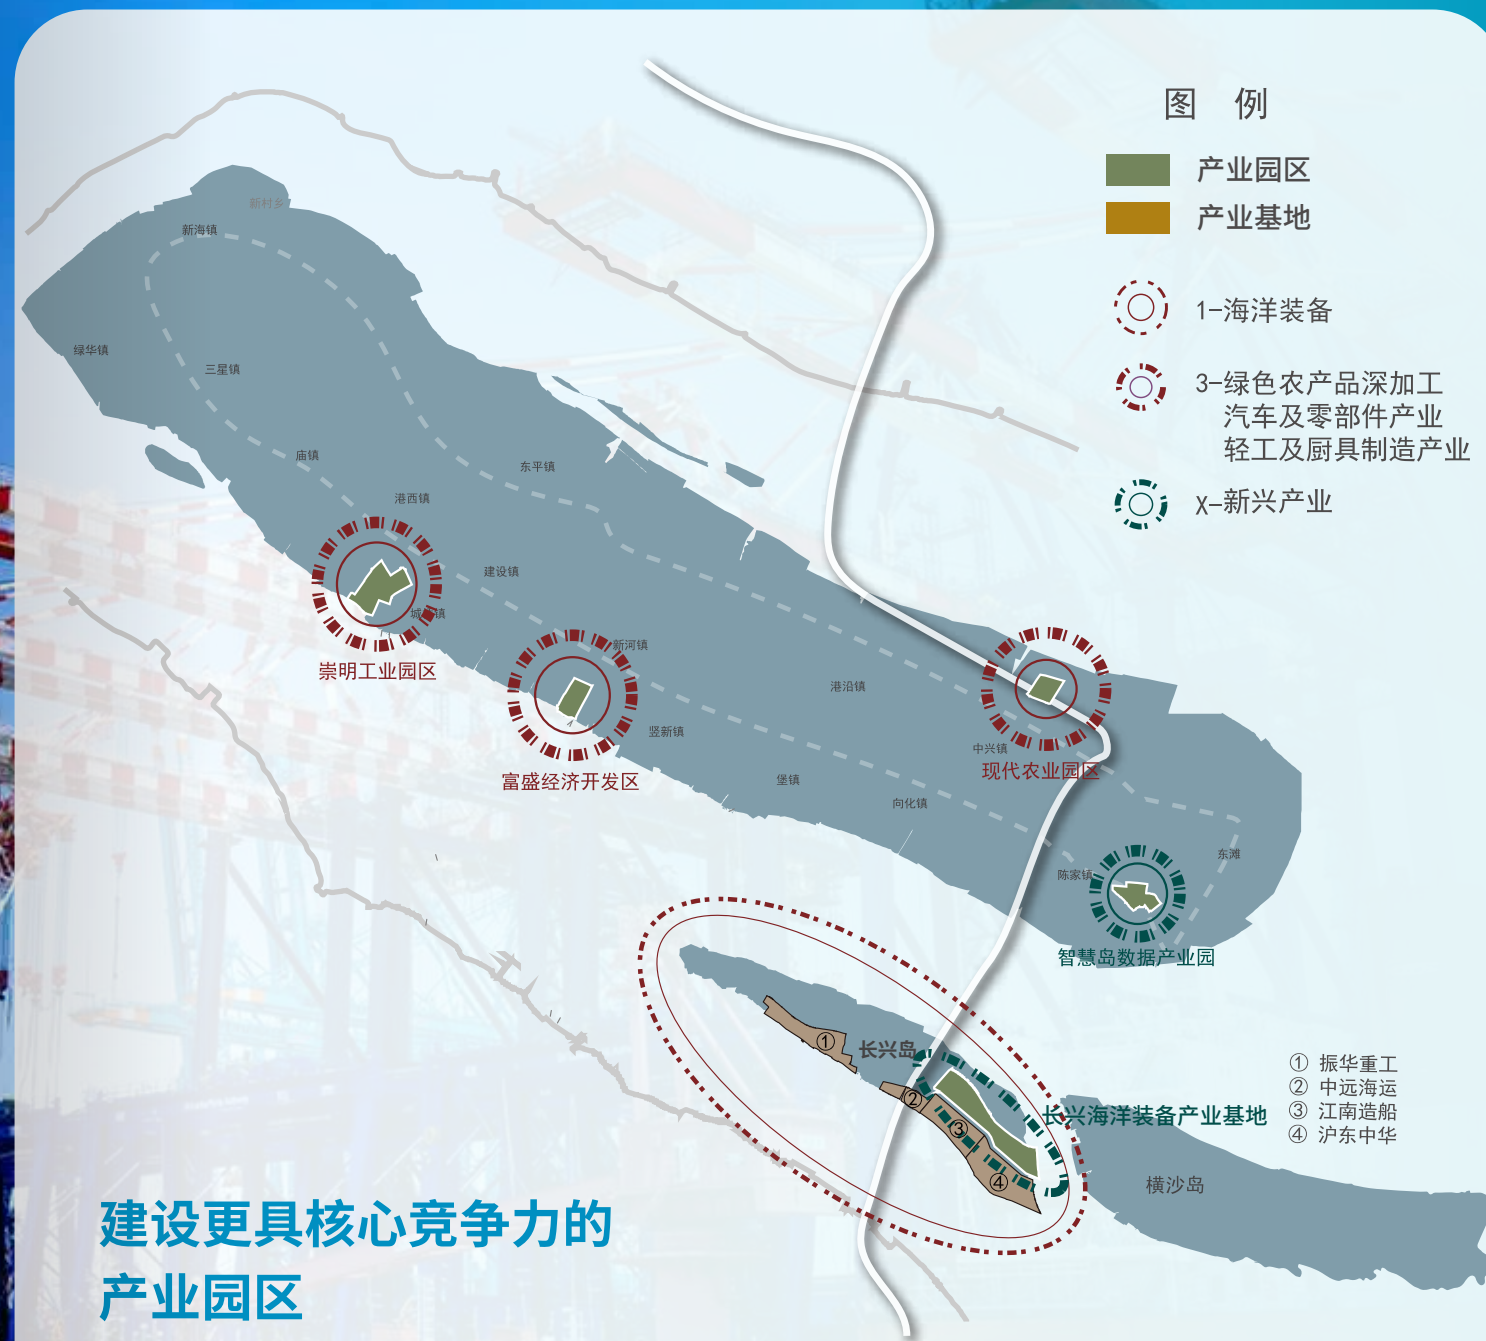 图 例
产业园区
产业基地
1-海洋装备
3-绿色农产品深加工
汽车及零部件产业
轻工及厨具制造产业
X-新兴产业
新村乡
新海镇
绿华镇
三星镇
庙镇
东平镇
港西镇
建设镇
崇明工业园区
新河镇
港沿镇
竖新镇
中兴镇
现代农业园区
富盛经济开发区
堡镇
向化镇
东滩
陈家镇
智慧岛数据产业园
①
长兴岛
②
③
④
长兴海洋装备产业基地
横沙岛
① 振华重工
② 中远海运
③ 江南造船
④ 沪东中华
建设更具核心竞争力的
产业园区